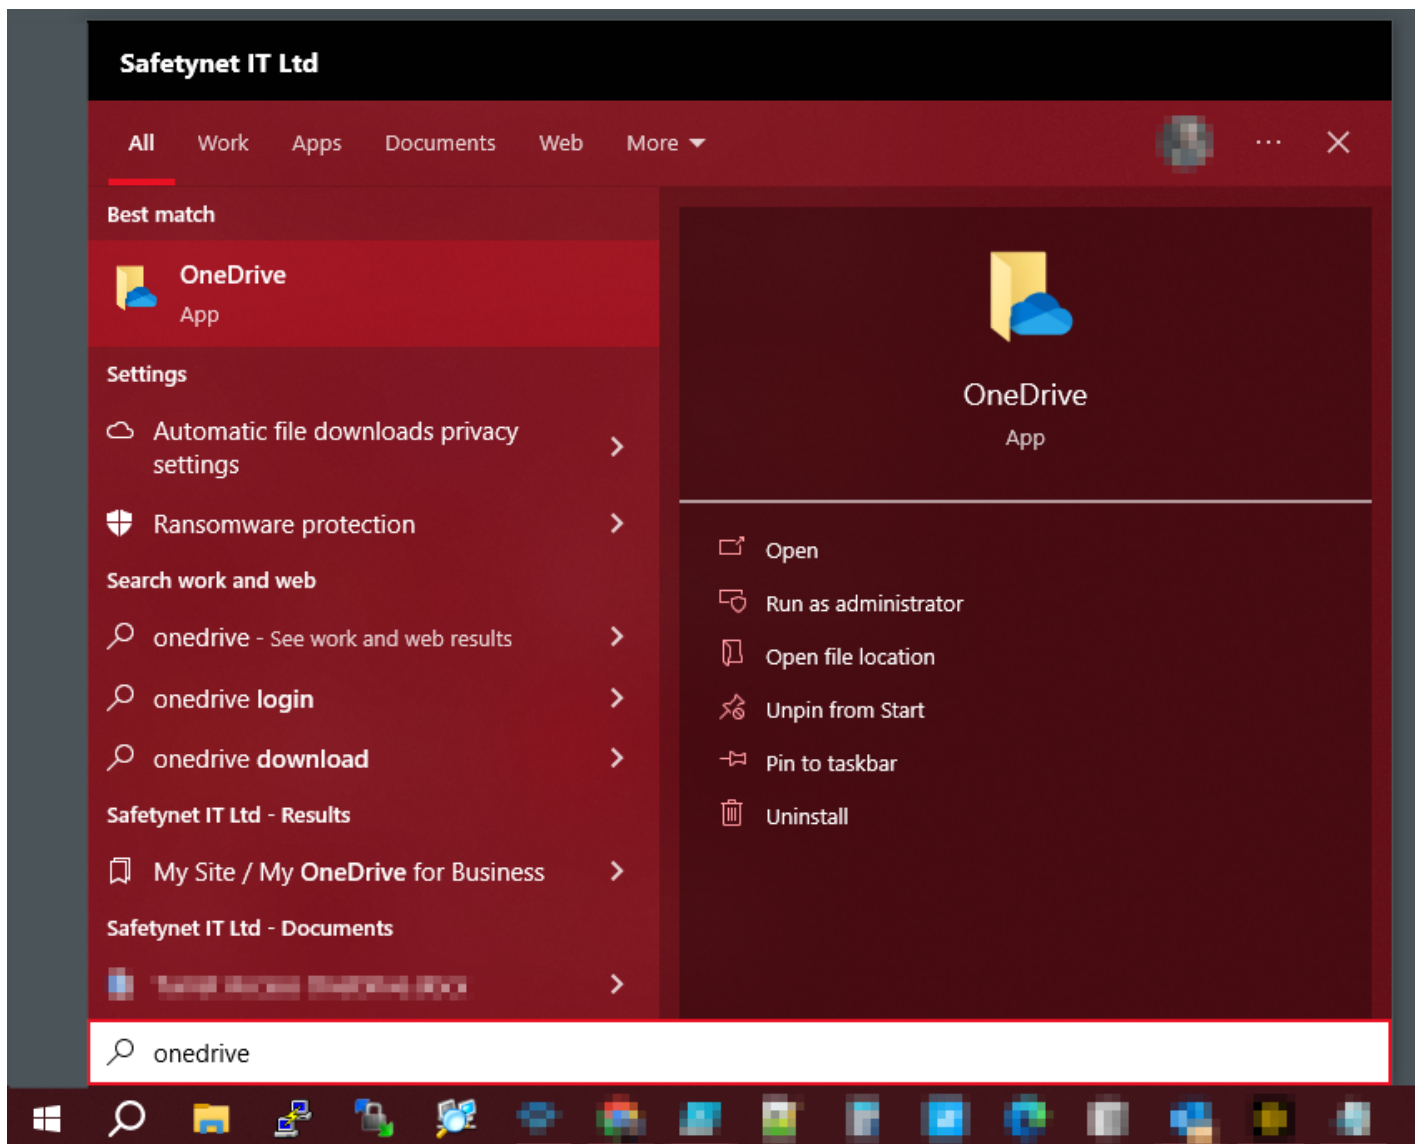 Safetynet IT Ltd
All Work Apps Documents Web More
Best match
OneDrive
App
Settings
Automatic file downloads privacy
settings
Ransomware protection
Search work and web
onedrive - See work and web results
onedrive login
onedrive download
Safetynet IT Ltd - Results
My Site / My OneDrive for Business
Safetynet IT Ltd - Documents
onedrive
OneDrive
App
Open
Run as administrator
Open file location
Unpin from Start
Pin to taskbar
Uninstall